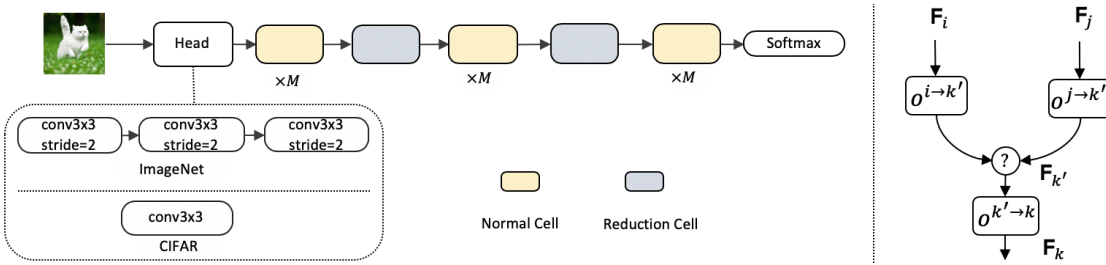 Head
Softmax
×M
×M
×M
conv3x3
stride=2
conv3x3
stride=2
conv3x3
stride=2
ImageNet
conv3x3
CIFAR
Normal Cell
Reduction Cell
F_i
F_j
o^{i→k′}
o^{j→k′}
?
F_{k′}
o^{k′→k}
F_k